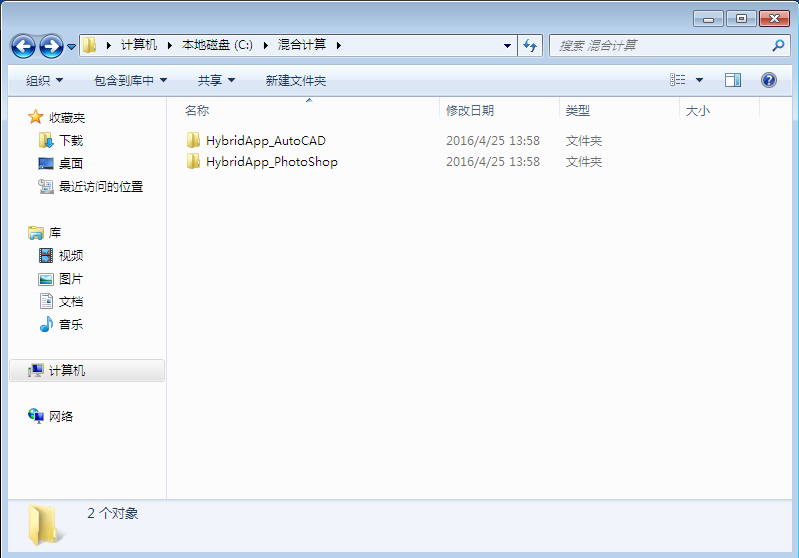 计算机 本地磁盘 (C:) 混合计算 搜索 混合计算
组织 包含到库中 共享 新建文件夹
名称 修改日期 类型 大小
HybridApp_AutoCAD 2016/4/25 13:58 文件夹
HybridApp_PhotoShop 2016/4/25 13:58 文件夹
收藏夹
下载
桌面
最近访问的位置
库
视频
图片
文档
音乐
计算机
网络
2 个对象